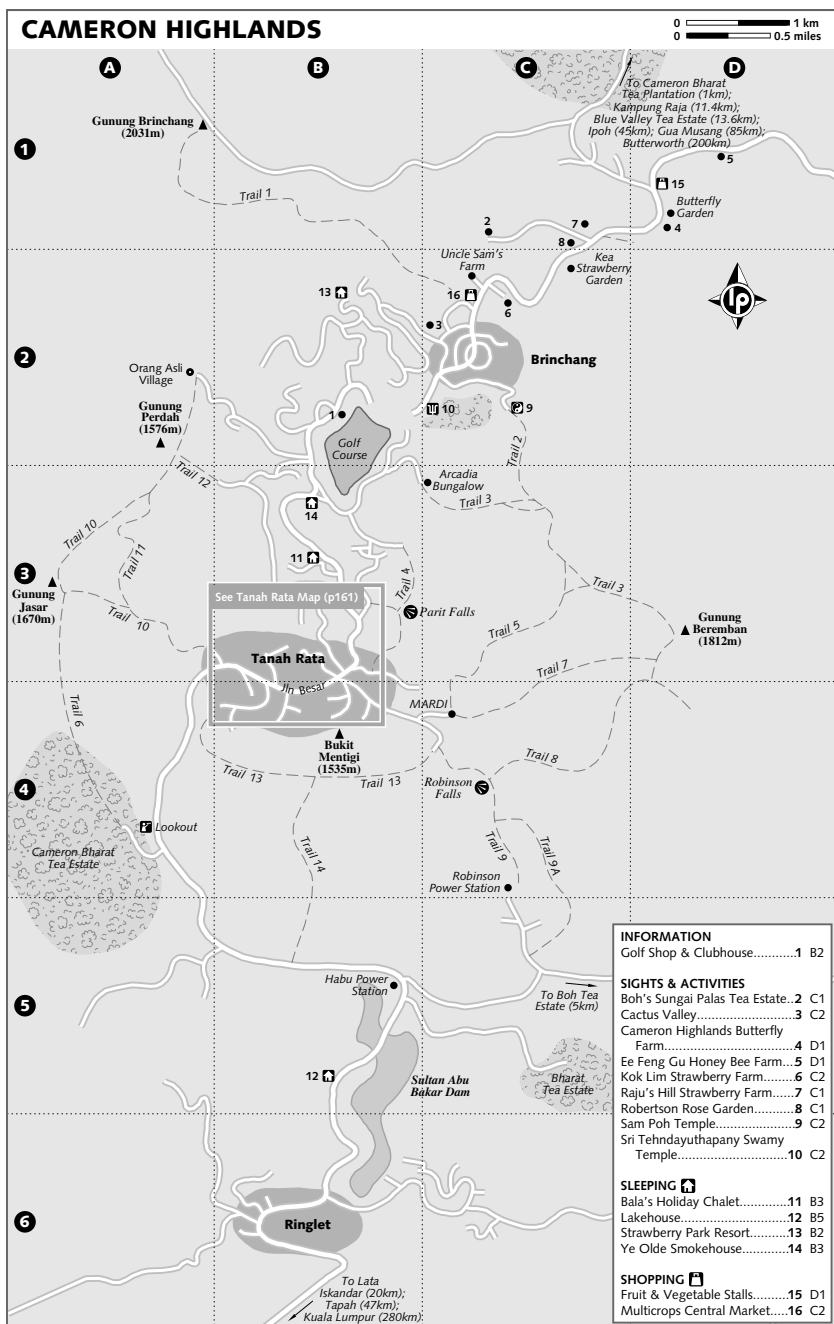 CAMERON HIGHLANDS
0 1 km
0 0.5 miles
A
B
C
D
To Cameron Bharat
Tea Plantation (1km);
Kampung Raja (11.4km);
Blue Valley Tea Estate (13.6km);
Ipoh (45km); Gua Musang (85km);
Butterworth (200km)
Gunung Brinchang
(2031m)
1
5
15
Trail 1
Butterfly
Garden
2
7
4
8
Uncle Sam's
Farm
Kea
Strawberry
Garden
13
16
6
lp
3
2
Brinchang
Orang Asli
Village
Gunung
Perdah
(1576m)
1
10
9
Golf
Course
Trail 2
Trail 12
Arcadia
Bungalow
Trail 3
14
Trail 10
Trail 11
11
3
Trail 4
Trail 3
Gunung
Jasar
(1670m)
See Tanah Rata Map (p161)
Parit Falls
Gunung
Beremban
(1812m)
Trail 10
Trail 5
Tanah Rata
Trail 7
Jln Besar
Trail 6
MARDI
Bukit
Mentigi
(1535m)
Trail 13
Trail 13
Trail 8
4
Robinson
Falls
Lookout
Cameron Bharat
Tea Estate
Trail 14
Trail 9
Trail 9A
Robinson
Power Station
Habu Power
Station
To Boh Tea
Estate (5km)
5
12
Sultan Abu
Bakar Dam
Bharat
Tea Estate
6
Ringlet
To Lata
Iskandar (20km);
Tapah (47km);
Kuala Lumpur (280km)
INFORMATION
Golf Shop & Clubhouse...........1 B2
SIGHTS & ACTIVITIES
Boh's Sungai Palas Tea Estate..2 C1
Cactus Valley........................3 C2
Cameron Highlands Butterfly
Farm.................................4 D1
Ee Feng Gu Honey Bee Farm....5 D1
Kok Lim Strawberry Farm.......6 C2
Raju's Hill Strawberry Farm.....7 C1
Robertson Rose Garden..........8 C1
Sam Poh Temple....................9 C2
Sri Tehndayuthapany Swamy
Temple.............................10 C2
SLEEPING
Bala's Holiday Chalet............11 B3
Lakehouse..........................12 B5
Strawberry Park Resort..........13 B2
Ye Olde Smokehouse............14 B3
SHOPPING
Fruit & Vegetable Stalls.........15 D1
Multicrops Central Market.....16 C2